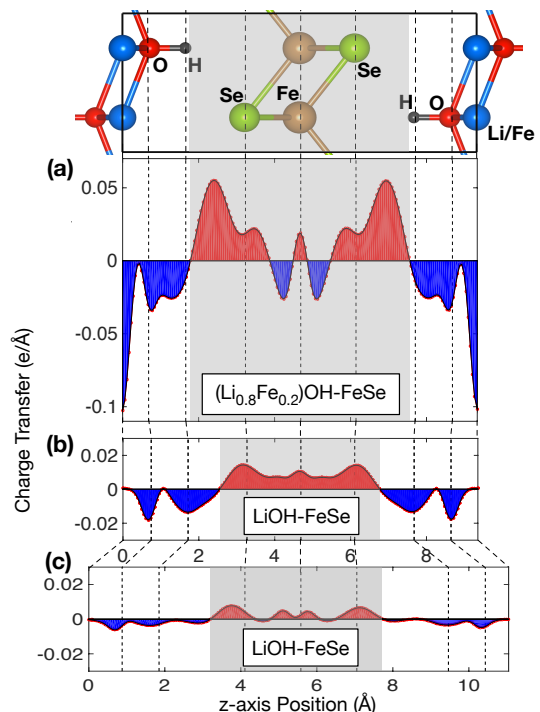 O H Se Fe Se H O Li/Fe
(a)
0.05
0
-0.05
-0.1
(Li0.8Fe0.2)OH-FeSe
Charge Transfer (e/Å)
(b)
0.02
0
-0.02
LiOH-FeSe
0 2 4 6 8
(c)
0.02
0
-0.02
LiOH-FeSe
0 2 4 6 8 10
z-axis Position (Å)